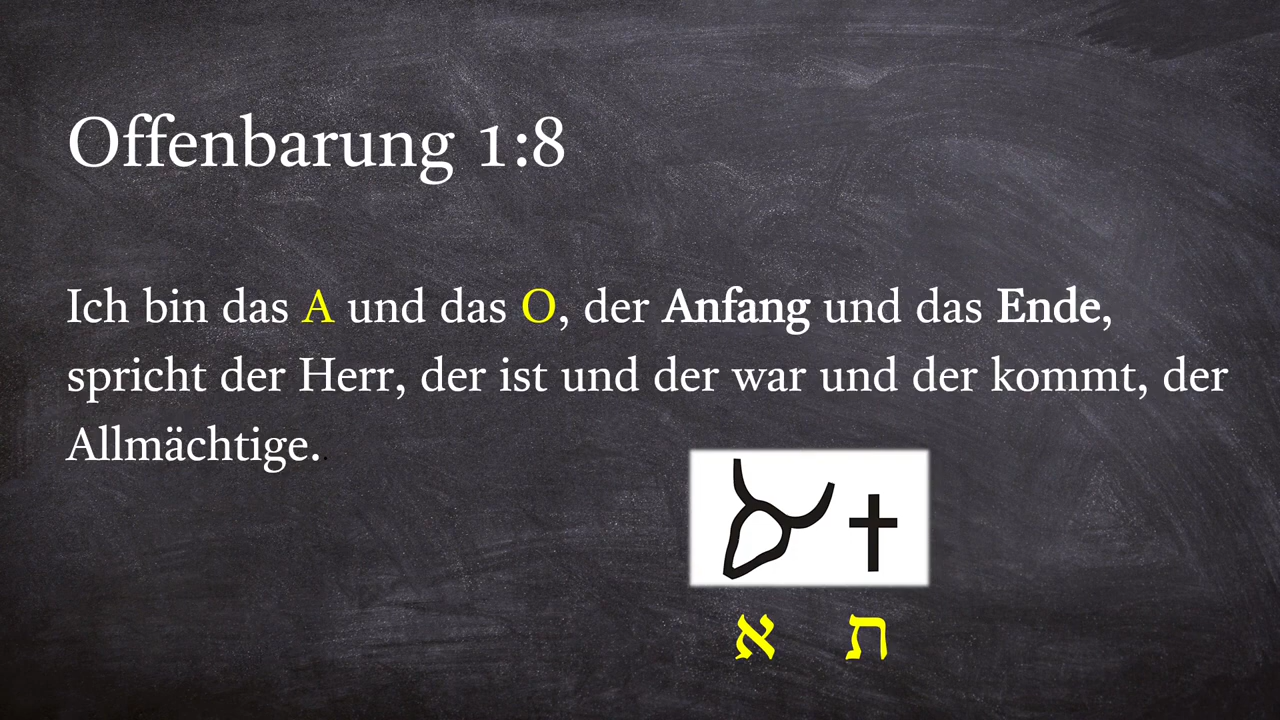 Offenbarung 1:8
Ich bin das A und das O, der Anfang und das Ende,
spricht der Herr, der ist und der war und der kommt, der
Allmächtige.
א ת